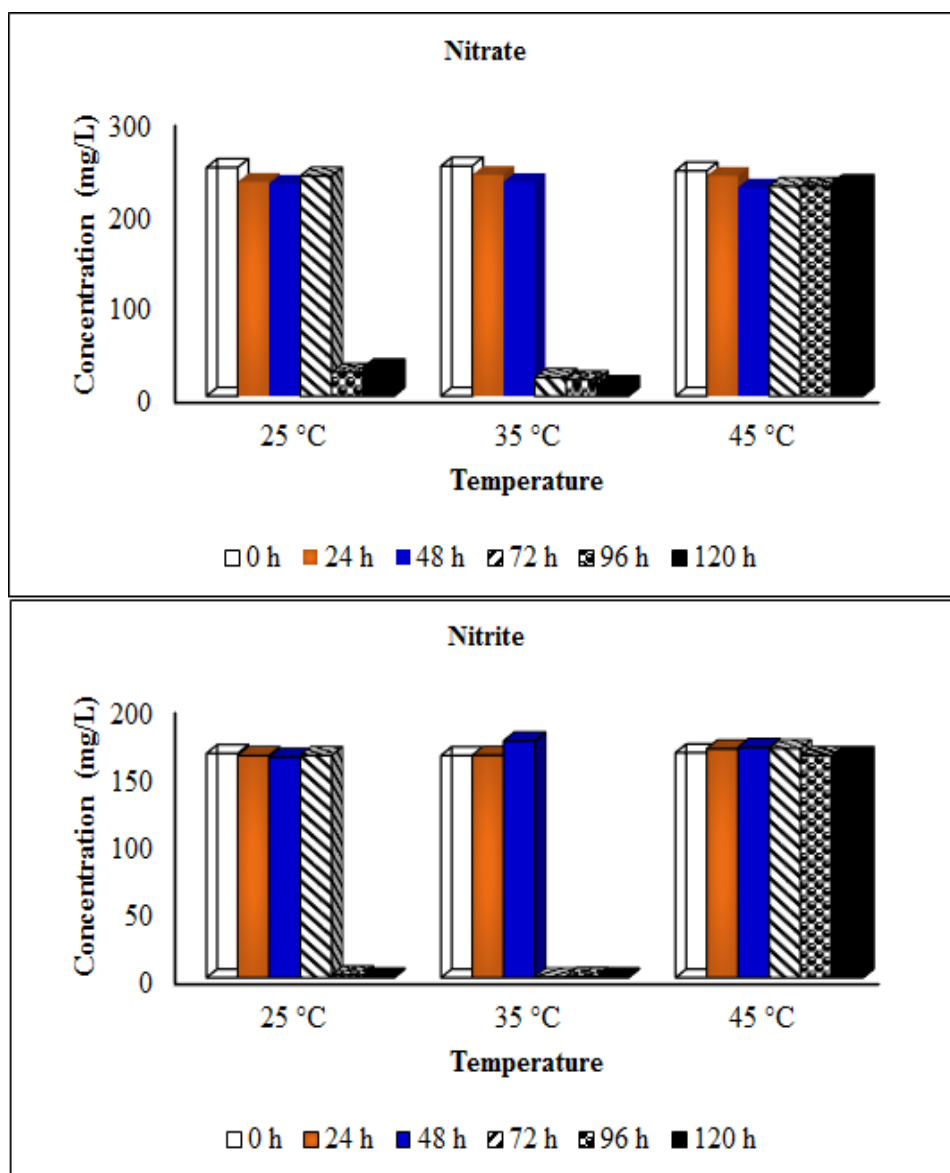 Nitrate
Concentration (mg/L)
300
200
100
0
25 °C 35 °C 45 °C
Temperature
0 h 24 h 48 h 72 h 96 h 120 h
Nitrite
Concentration (mg/L)
200
150
100
50
0
25 °C 35 °C 45 °C
Temperature
0 h 24 h 48 h 72 h 96 h 120 h